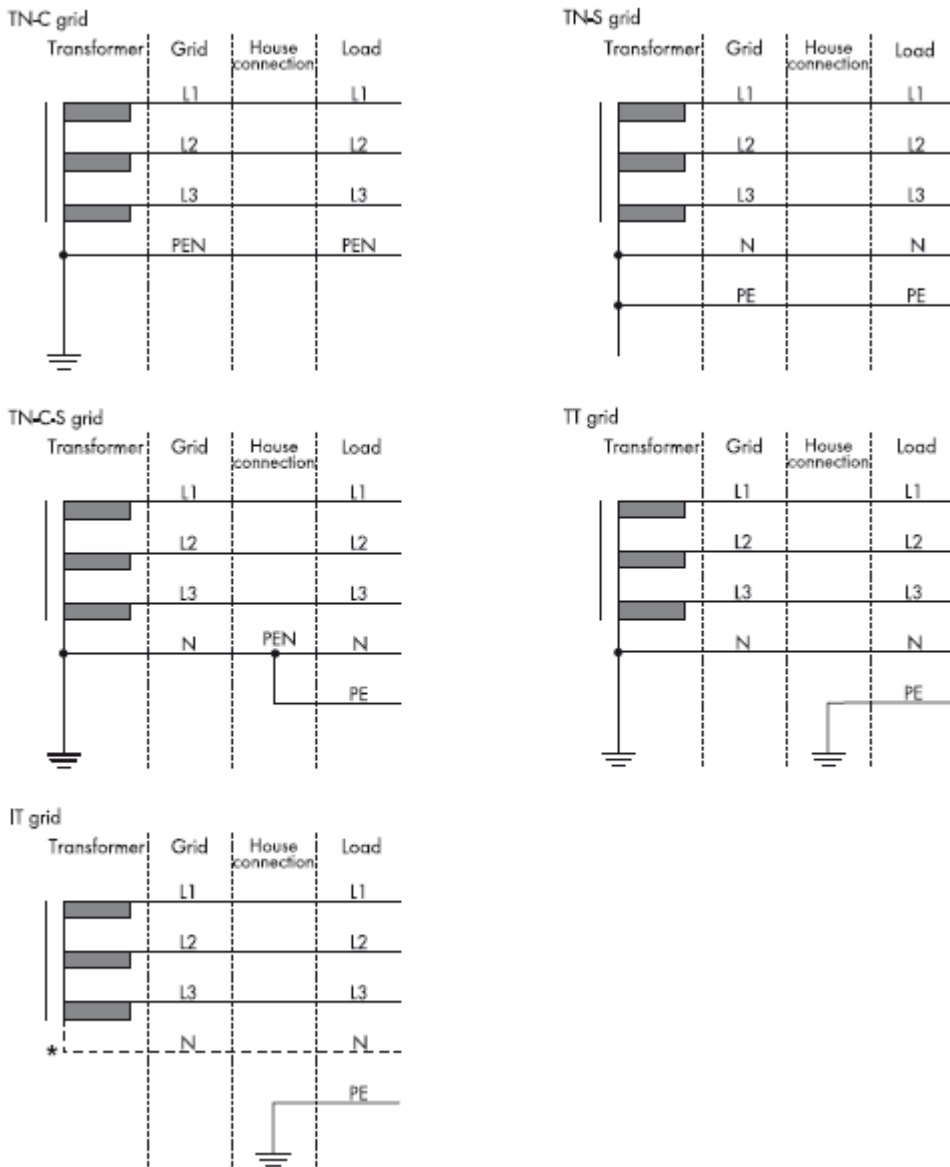 TN-C grid
Transformer Grid House connection Load
L1 L1
L2 L2
L3 L3
PEN PEN
TN-S grid
Transformer Grid House connection Load
L1 L1
L2 L2
L3 L3
N N
PE PE
TN-C-S grid
Transformer Grid House connection Load
L1 L1
L2 L2
L3 L3
N PEN N
PE
TT grid
Transformer Grid House connection Load
L1 L1
L2 L2
L3 L3
N N
PE
IT grid
Transformer Grid House connection Load
L1 L1
L2 L2
L3 L3
* N N
PE